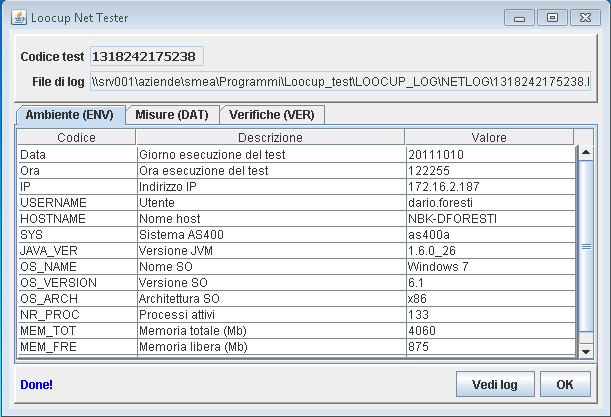 Loocup Net Tester
Codice test 1318242175238
File di log \\srv001\aziende\smea\Programmi\Loocup_test\LOOCUP_LOG\NETLOG\1318242175238.
Ambiente (ENV) Misure (DAT) Verifiche (VER)
Codice Descrizione Valore
Data Giorno esecuzione del test 20111010
Ora Ora esecuzione del test 122255
IP Indirizzo IP 172.16.2.187
USERNAME Utente dario.foresti
HOSTNAME Nome host NBK-DFORESTI
SYS Sistema AS400 as400a
JAVA_VER Versione JVM 1.6.0_26
OS_NAME Nome SO Windows 7
OS_VERSION Versione SO 6.1
OS_ARCH Architettura SO x86
NR_PROC Processi attivi 133
MEM_TOT Memoria totale (Mb) 4060
MEM_FRE Memoria libera (Mb) 875
Done! Vedi log OK